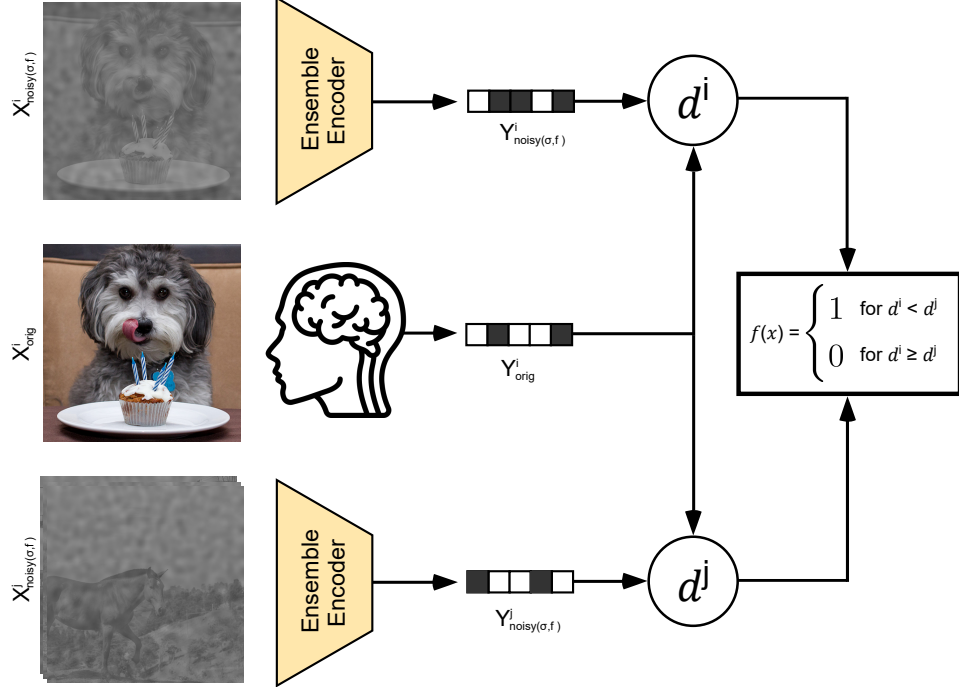 X^i_noisy(σ,f)
Ensemble
Encoder
Y^i_noisy(σ,f)
d^i
X^i_orig
Y^i_orig
f(x) = { 1 for d^i < d^j
0 for d^i ≥ d^j
X^j_noisy(σ,f)
Ensemble
Encoder
Y^j_noisy(σ,f)
d^j